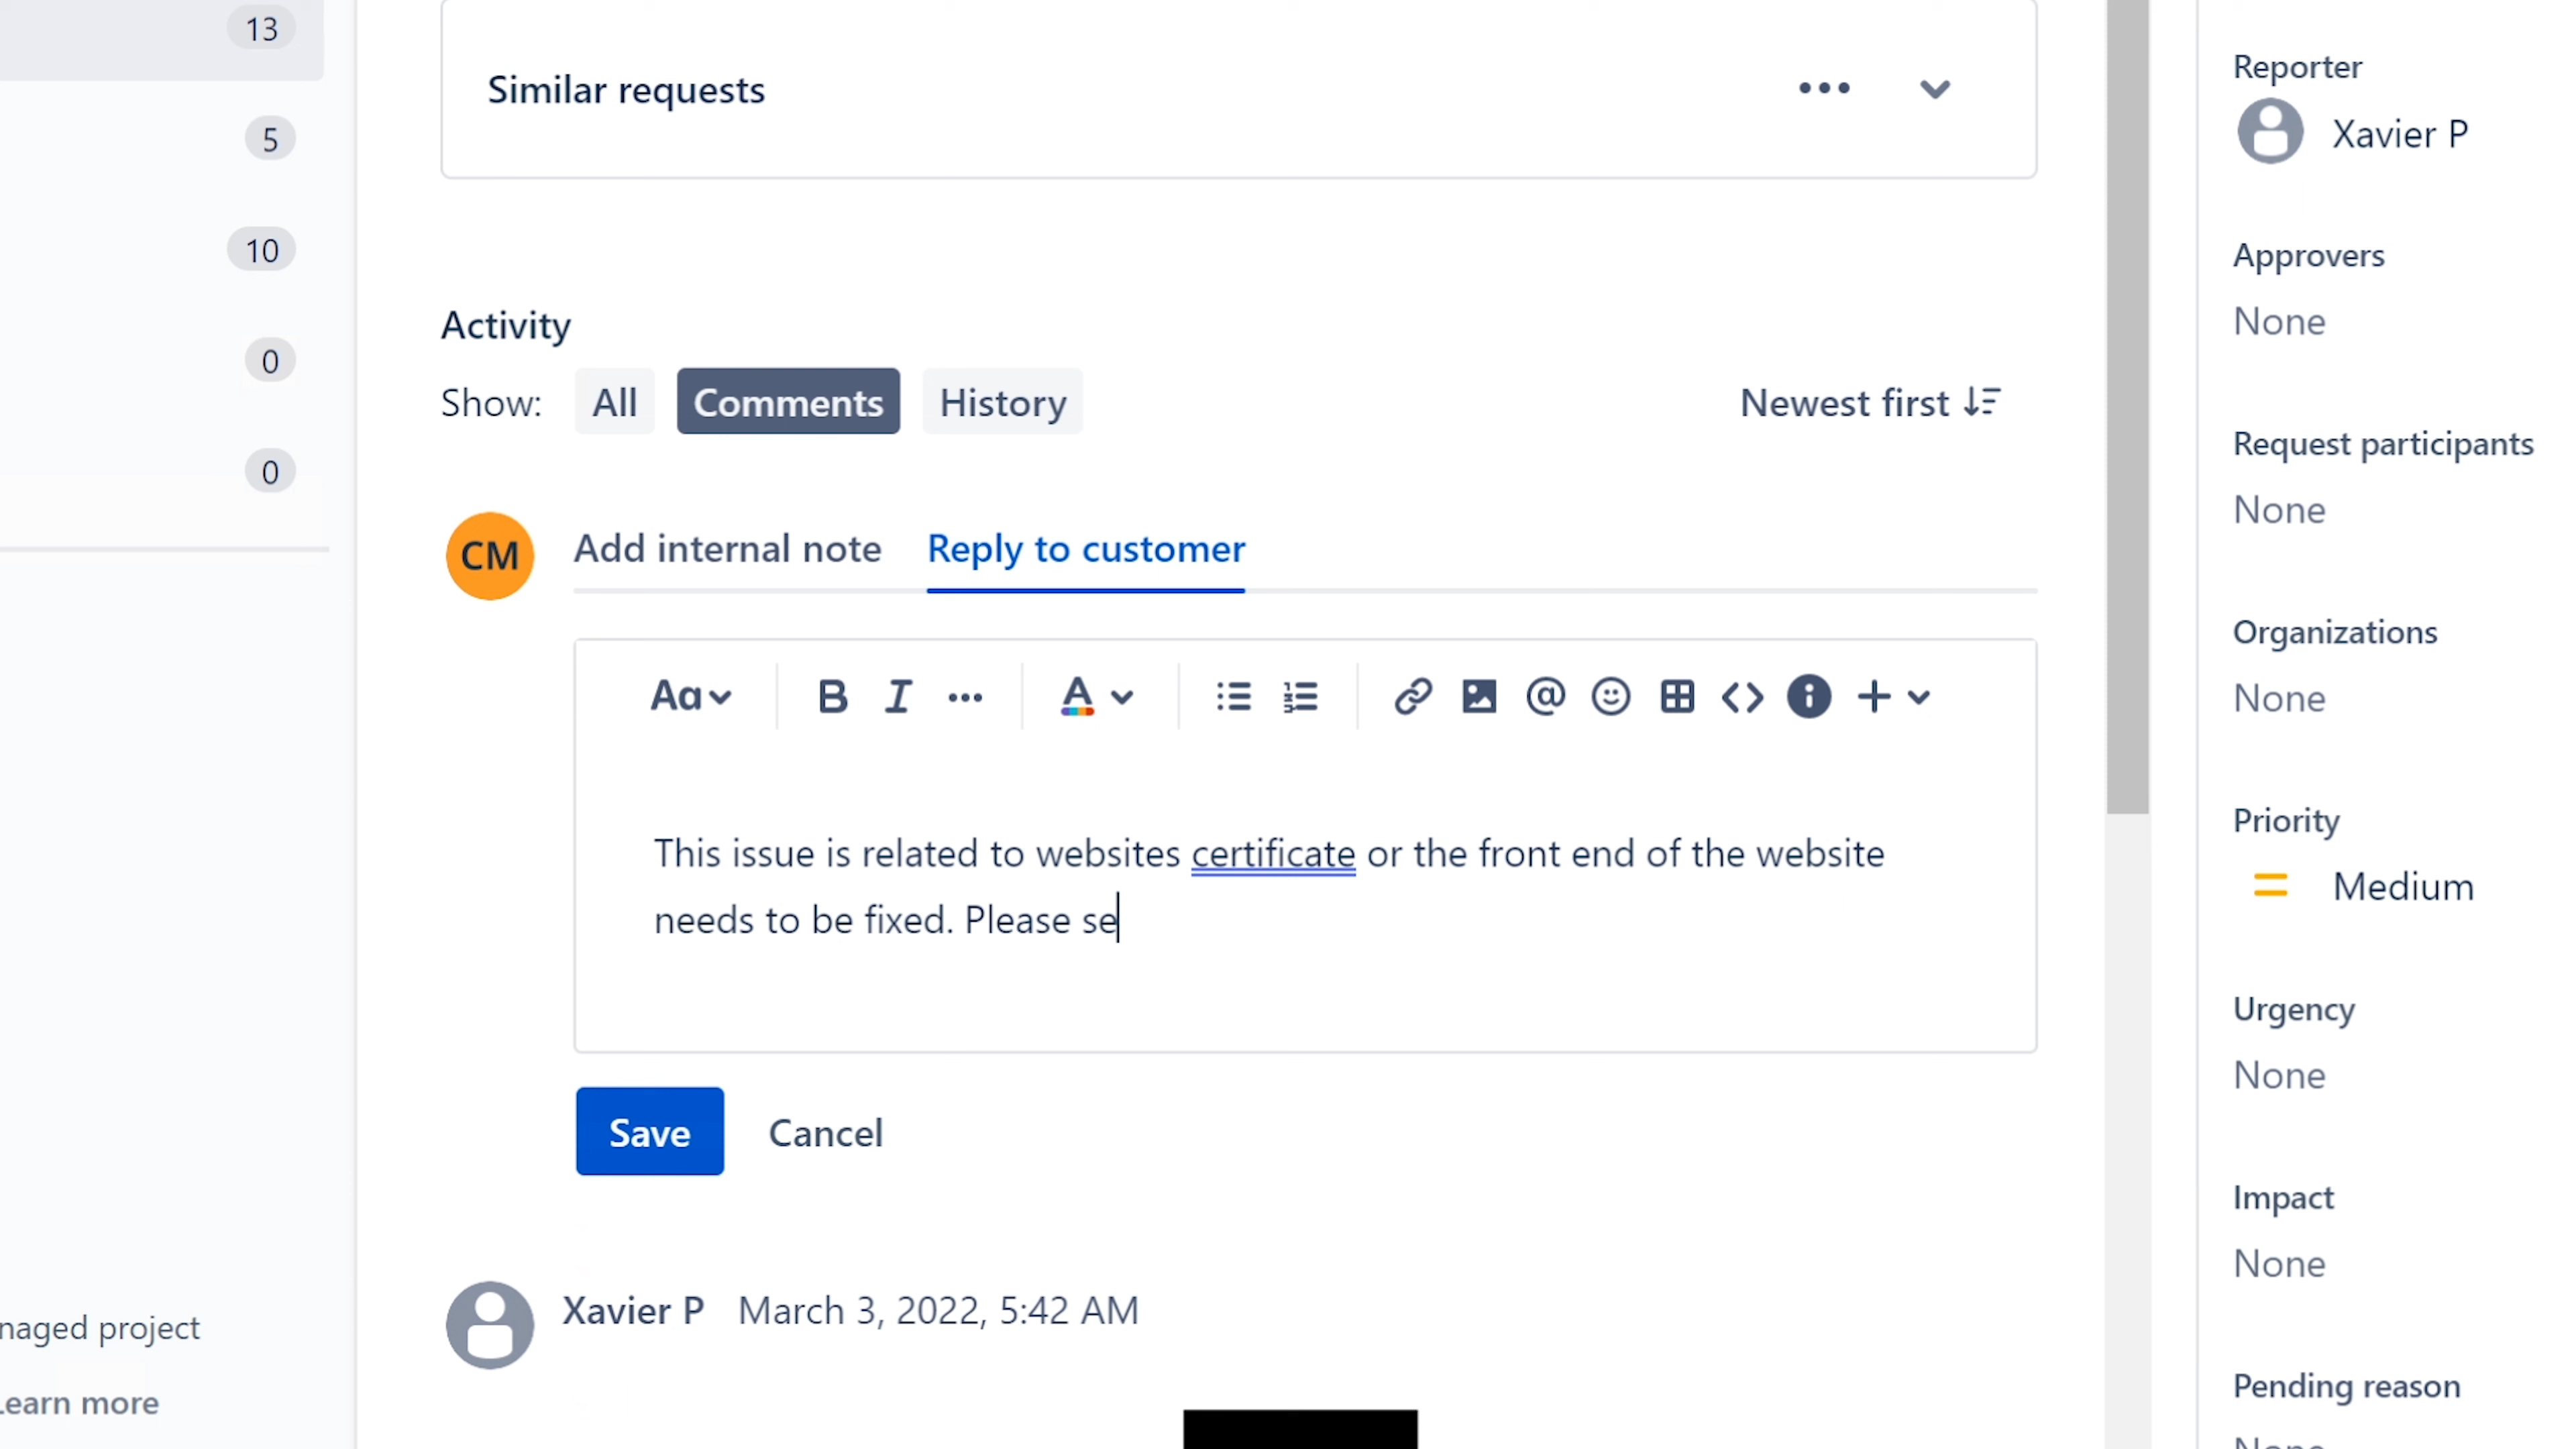 13
5
10
0
0
naged project
Learn more
Similar requests
Activity
Show: All Comments History Newest first
CM Add internal note Reply to customer
Aa B I A @
This issue is related to websites certificate or the front end of the website
needs to be fixed. Please se
Save Cancel
Xavier P March 3, 2022, 5:42 AM
Reporter
Xavier P
Approvers
None
Request participants
None
Organizations
None
Priority
Medium
Urgency
None
Impact
None
Pending reason
None